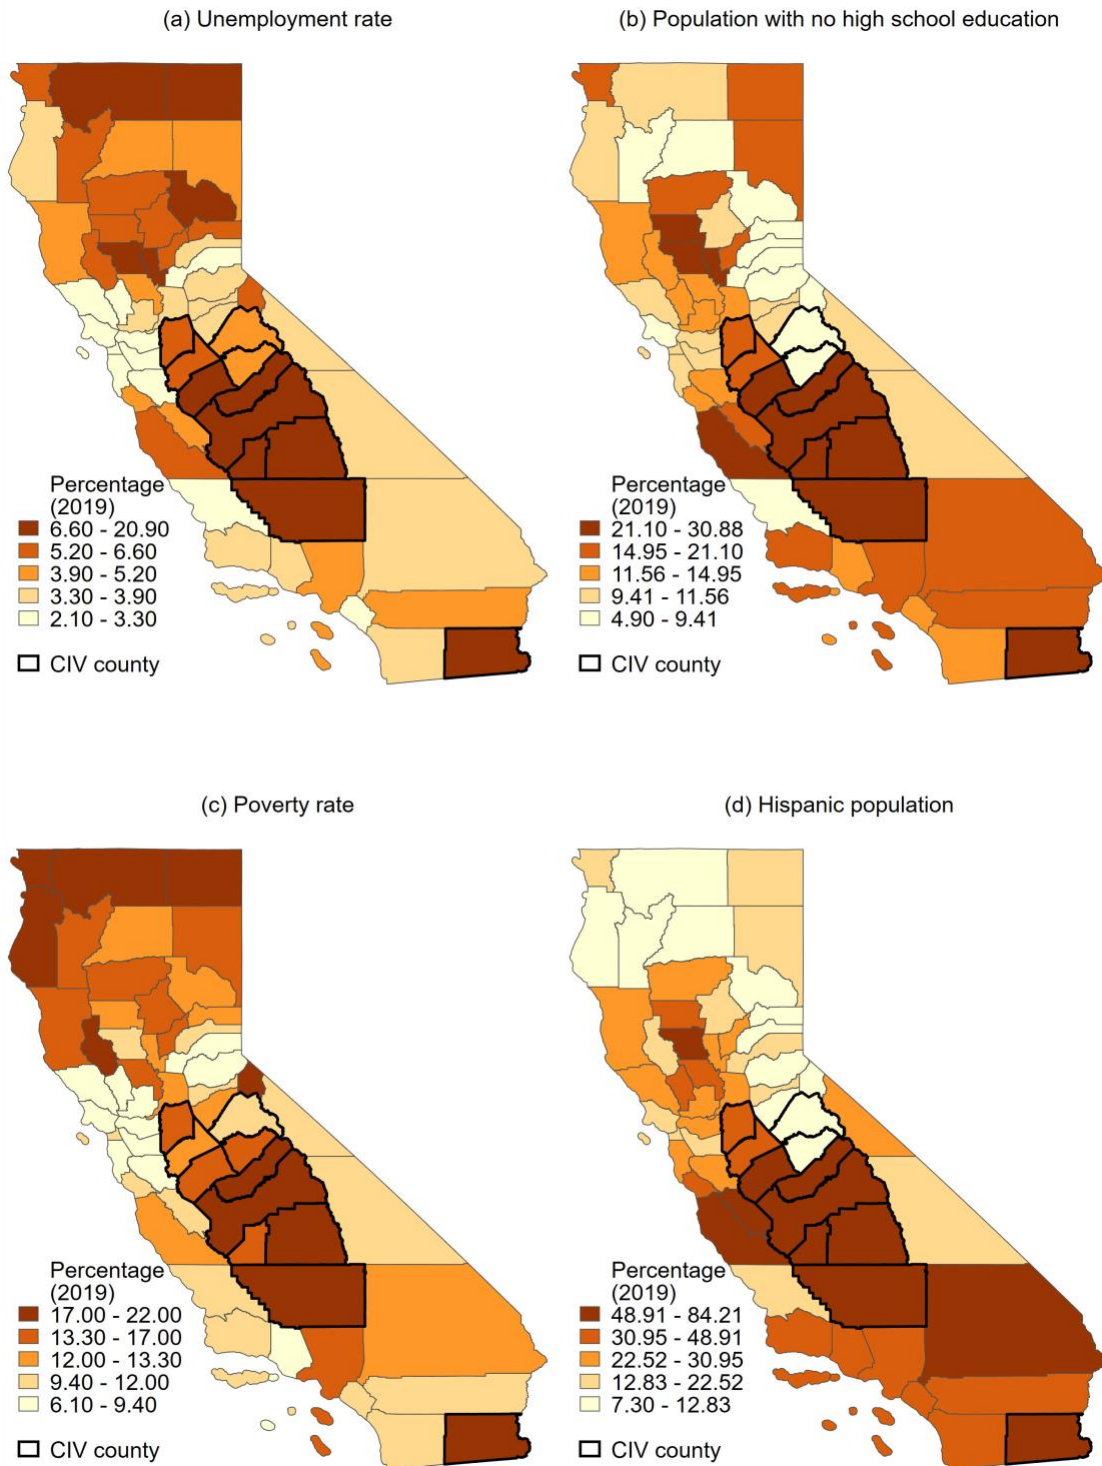 (a) Unemployment rate
(b) Population with no high school education
Percentage
(2019)
6.60 - 20.90
5.20 - 6.60
3.90 - 5.20
3.30 - 3.90
2.10 - 3.30
CIV county
Percentage
(2019)
21.10 - 30.88
14.95 - 21.10
11.56 - 14.95
9.41 - 11.56
4.90 - 9.41
CIV county
(c) Poverty rate
(d) Hispanic population
Percentage
(2019)
17.00 - 22.00
13.30 - 17.00
12.00 - 13.30
9.40 - 12.00
6.10 - 9.40
CIV county
Percentage
(2019)
48.91 - 84.21
30.95 - 48.91
22.52 - 30.95
12.83 - 22.52
7.30 - 12.83
CIV county